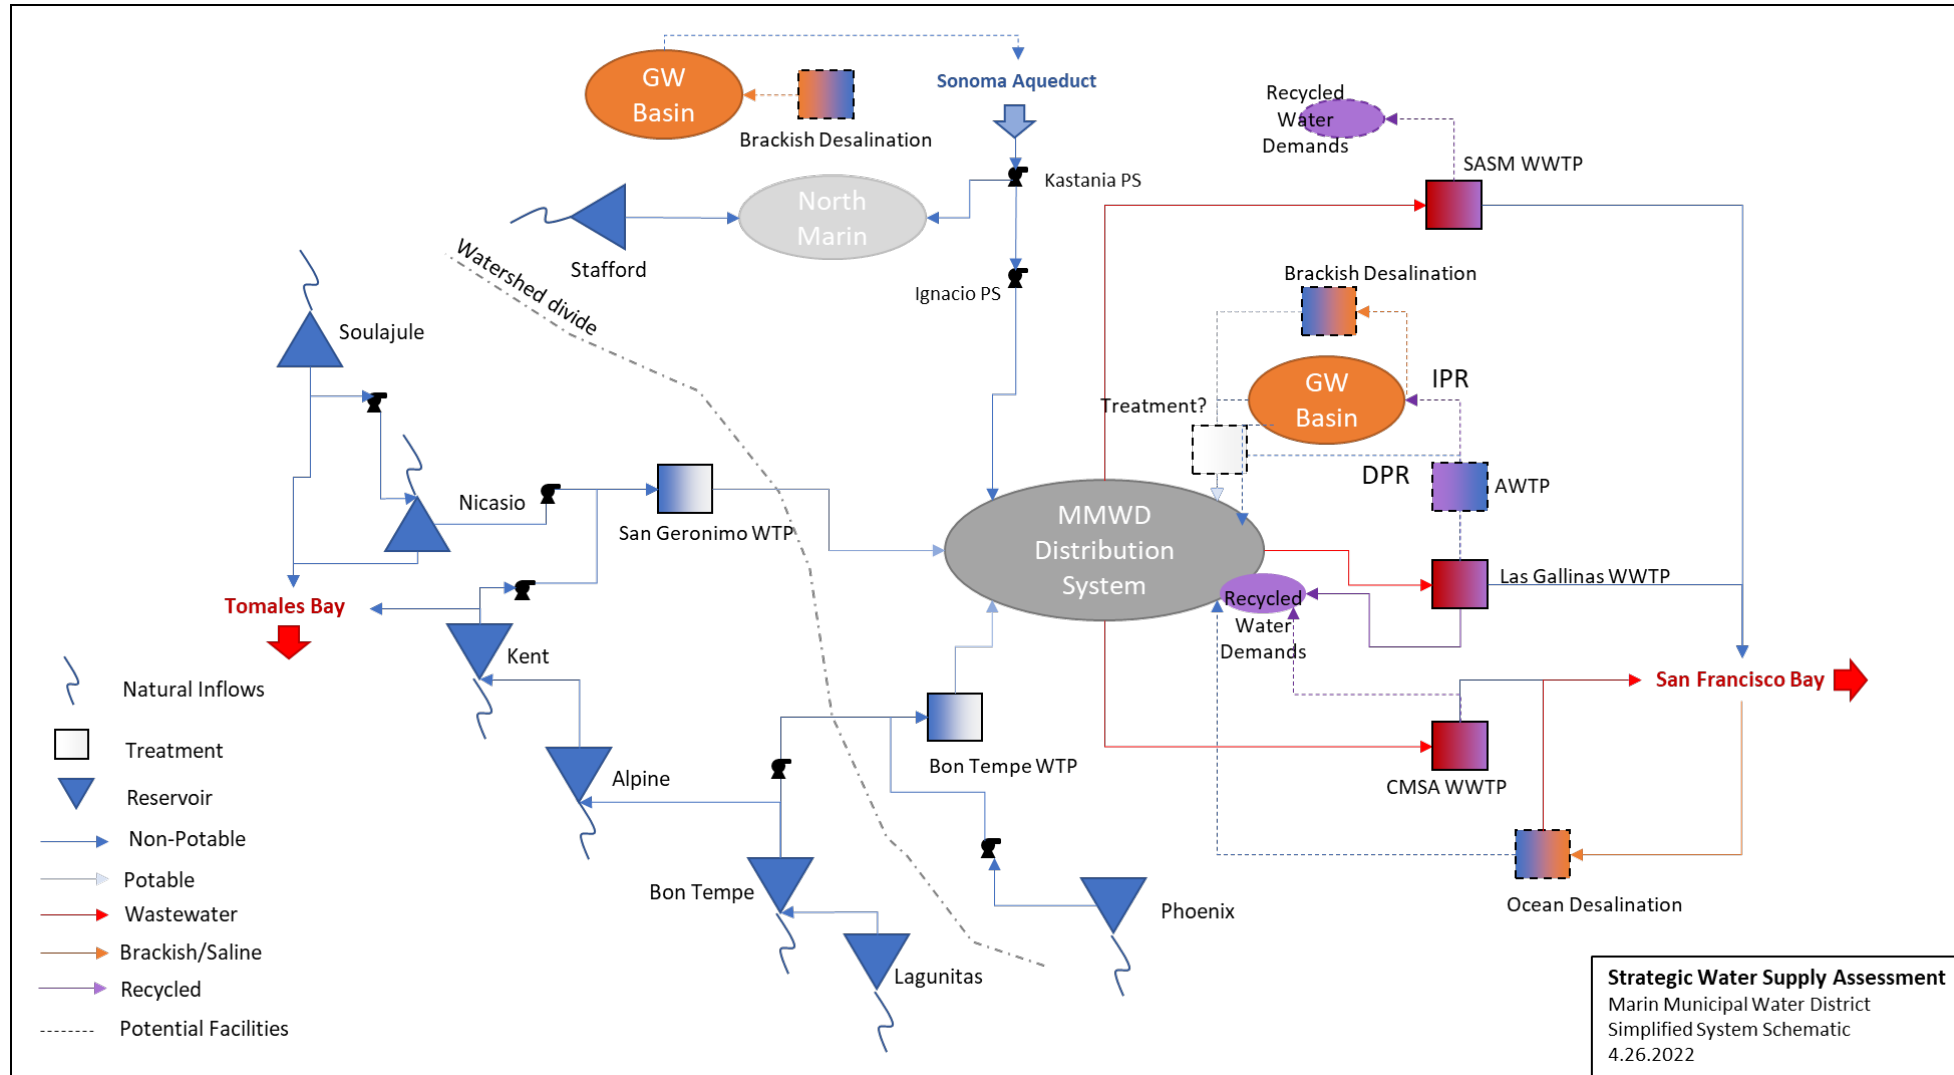 GW
Basin
Sonoma Aqueduct
Brackish Desalination
Recycled
Water
Demands
SASM WWTP
Kastania PS
North
Marin
Stafford
Watershed divide
Ignacio PS
Brackish Desalination
Soulajule
GW
Basin
IPR
Treatment?
DPR
AWTP
Nicasio
San Geronimo WTP
MMWD
Distribution
System
Las Gallinas WWTP
Recycled
Water
Demands
Tomales Bay
Kent
San Francisco Bay
Natural Inflows
Treatment
Reservoir
Non-Potable
Potable
Wastewater
Brackish/Saline
Recycled
Potential Facilities
Alpine
Bon Tempe WTP
CMSA WWTP
Bon Tempe
Phoenix
Ocean Desalination
Lagunitas
Strategic Water Supply Assessment
Marin Municipal Water District
Simplified System Schematic
4.26.2022